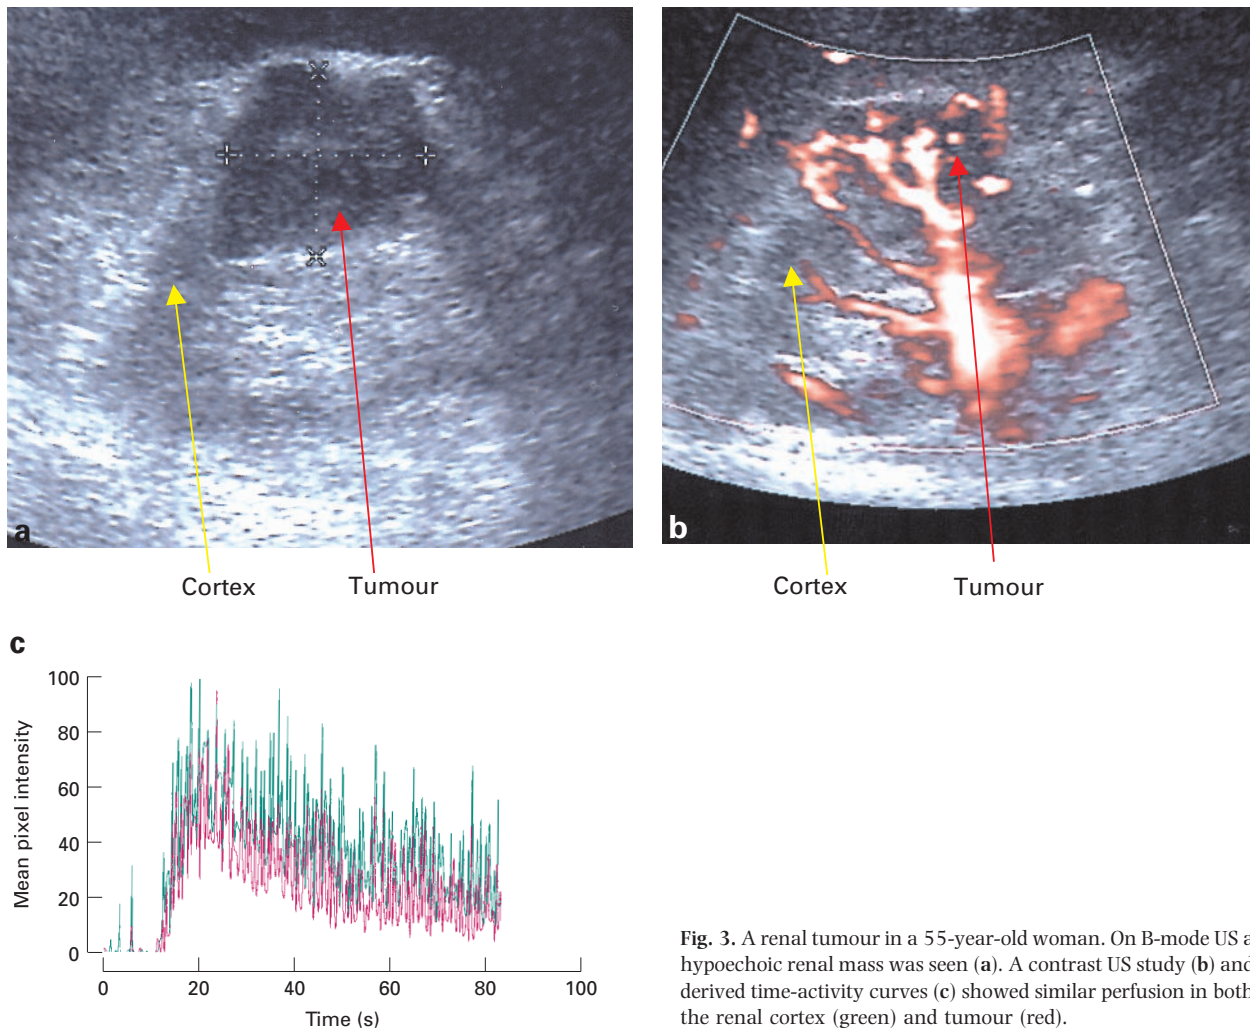 a
b
Cortex
Tumour
Cortex
Tumour
c
Mean pixel intensity
100
80
60
40
20
0
0
20
40
60
80
100
Time (s)
Fig. 3. A renal tumour in a 55-year-old woman. On B-mode US a
hypoechoic renal mass was seen (a). A contrast US study (b) and
derived time-activity curves (c) showed similar perfusion in both
the renal cortex (green) and tumour (red).